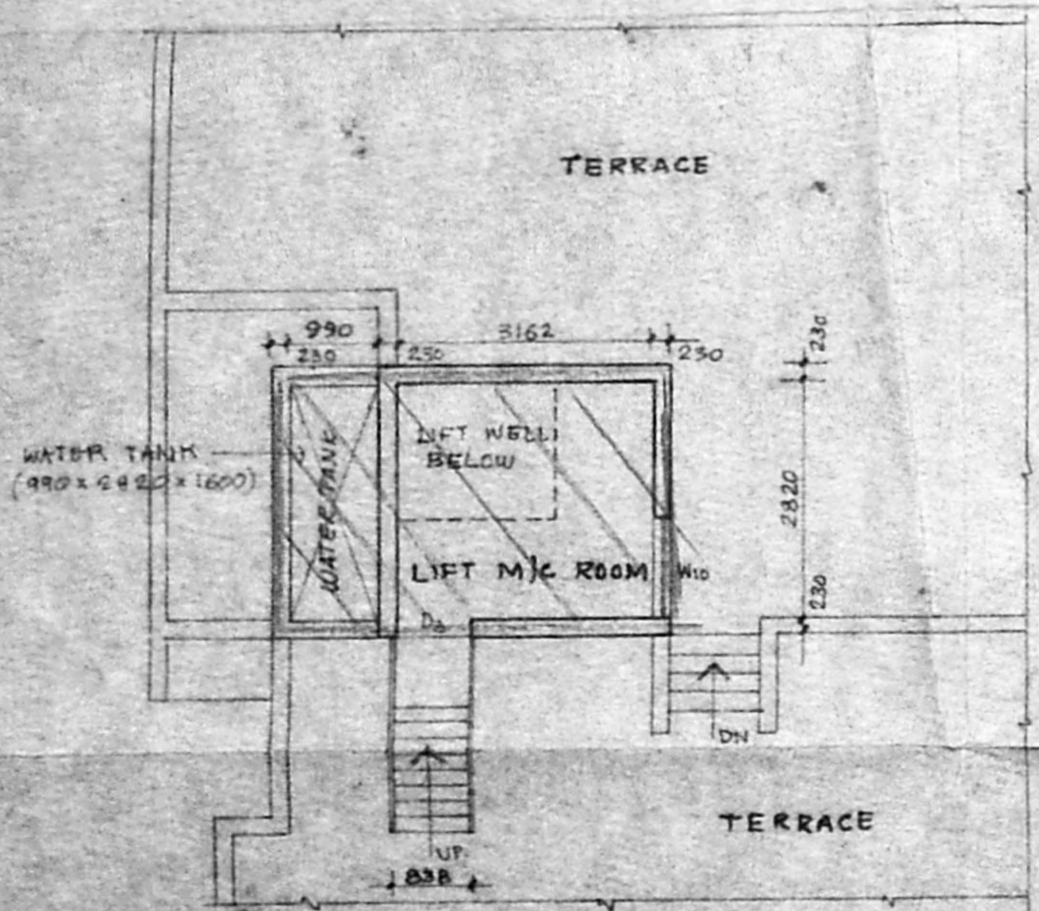 TERRACE
990
3162
230
230
230
230
WATER TANK
(990 x 2820 x 1600)
WATER TANK
LIFT WELL
BELOW
2820
LIFT M/C ROOM
W10
230
DN
TERRACE
UP.
838